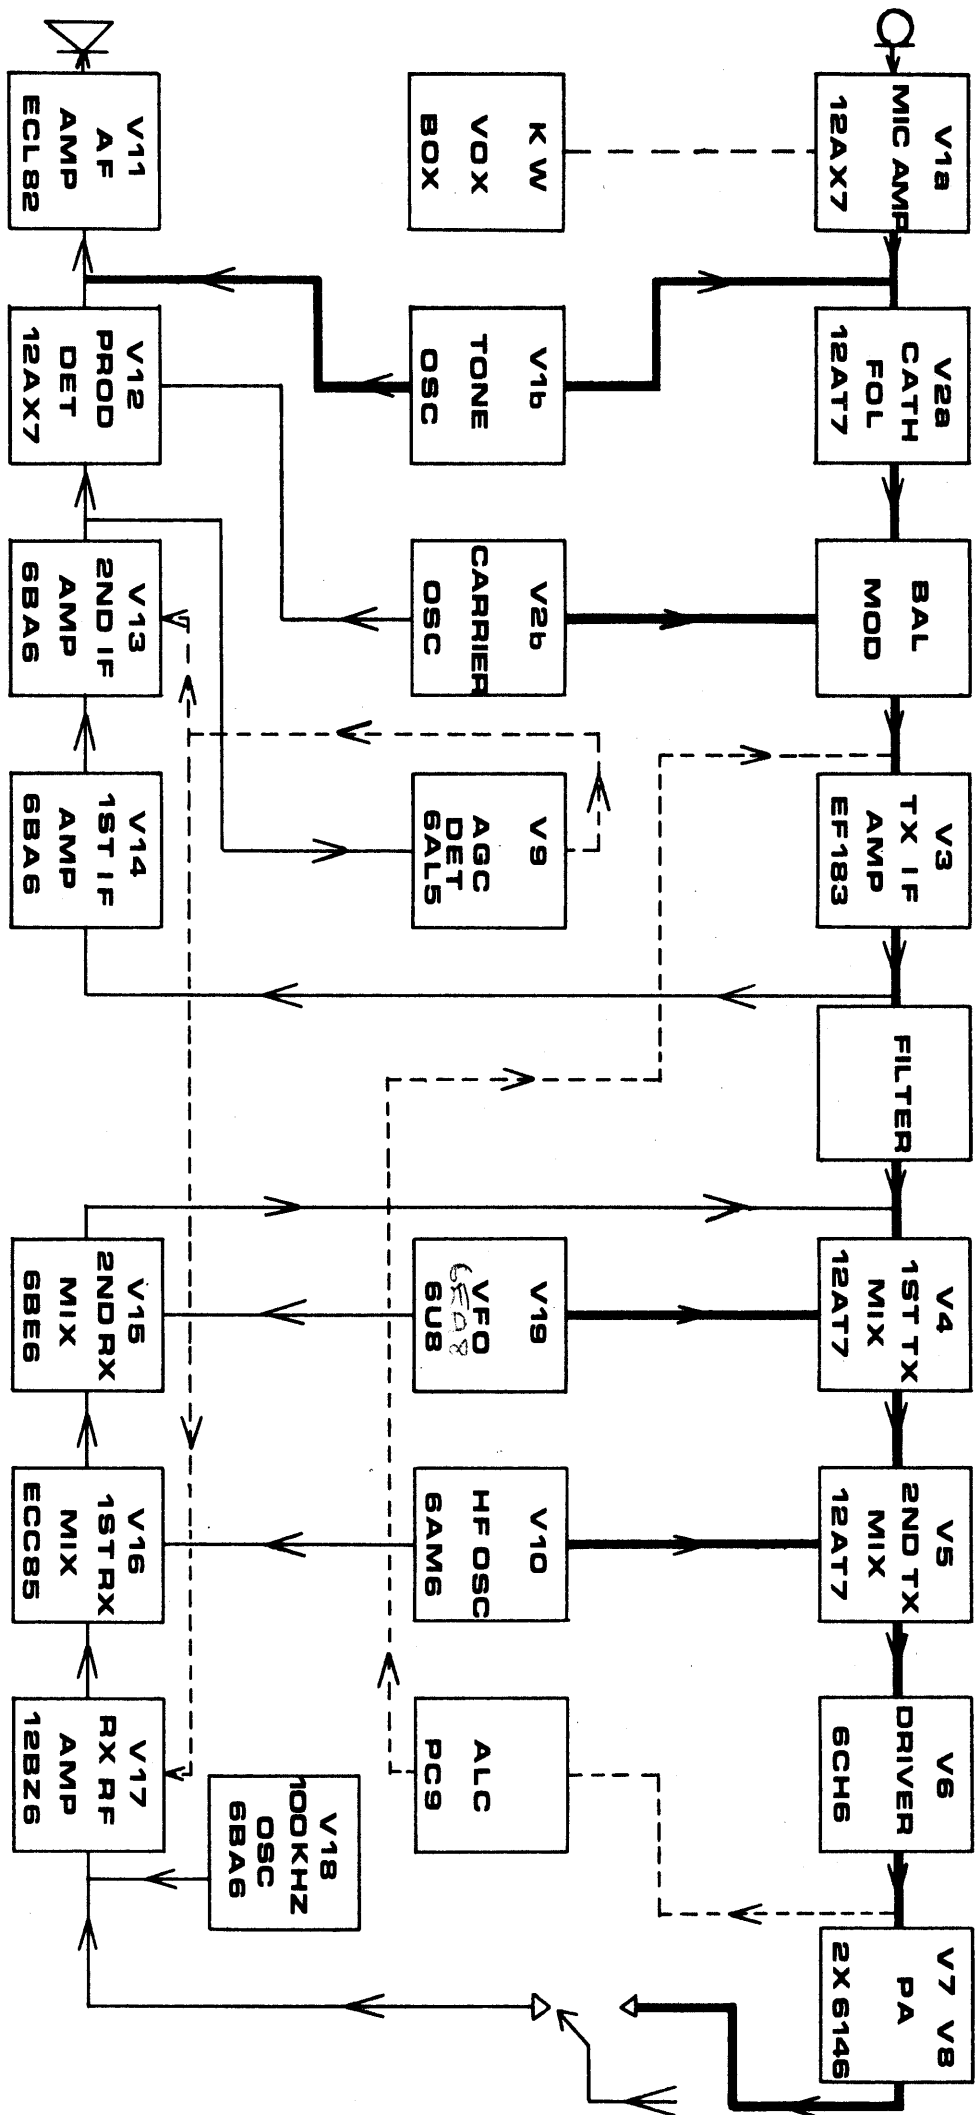 V1a
MIC AMP
12AX7
V2a
CATH
FOL
12AT7
BAL
MOD
V3
TX IF
AMP
EF183
FILTER
V4
1ST TX
MIX
12AT7
V5
2ND TX
MIX
12AT7
V6
DRIVER
6CH6
V7 V8
PA
2X6146
KW
VOX
BOX
V1b
TONE
OSC
V2b
CARRIER
OSC
V9
AGC
DET
6AL5
V19
VFO
6U8
V10
HF OSC
6AM6
ALC
PC9
V18
100KHZ
OSC
6BA6
V11
AF
AMP
ECL82
V12
PROD
DET
12AX7
V13
2ND IF
AMP
6BA6
V14
1ST IF
AMP
6BA6
V15
2ND RX
MIX
6BE6
V16
1ST RX
MIX
ECC85
V17
RX RF
AMP
12BZ6